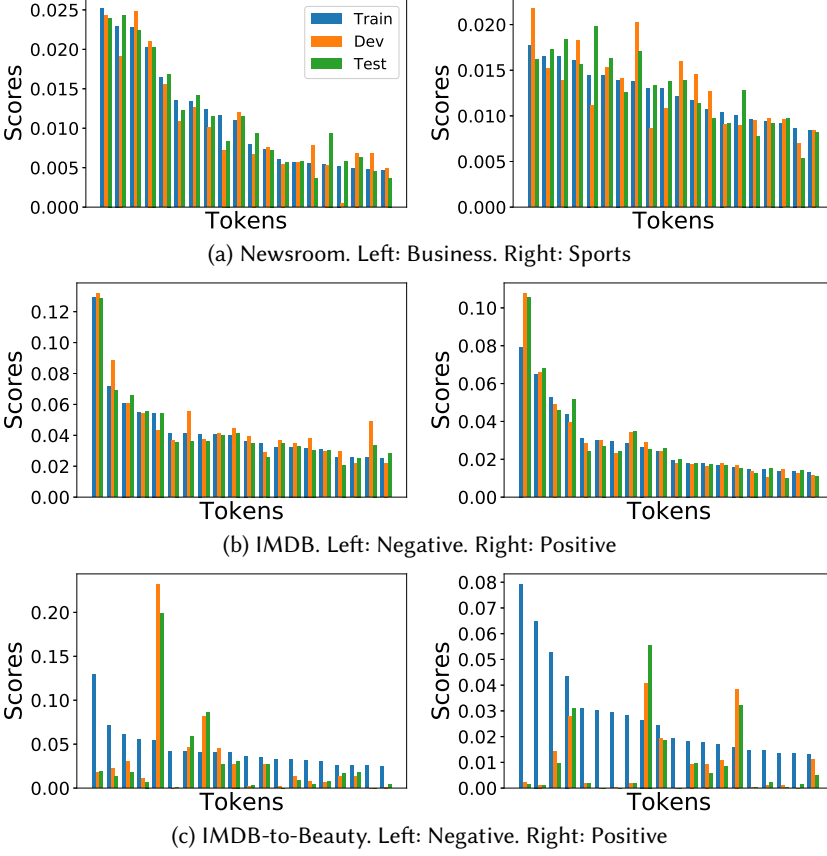 0.025
0.020
0.015
0.010
0.005
0.000
Scores
Tokens
Train
Dev
Test
0.020
0.015
0.010
0.005
0.000
Scores
Tokens
(a) Newsroom. Left: Business. Right: Sports
0.12
0.10
0.08
0.06
0.04
0.02
0.00
Scores
Tokens
0.10
0.08
0.06
0.04
0.02
0.00
Scores
Tokens
(b) IMDB. Left: Negative. Right: Positive
0.20
0.15
0.10
0.05
0.00
Scores
Tokens
0.08
0.07
0.06
0.05
0.04
0.03
0.02
0.01
0.00
Scores
Tokens
(c) IMDB-to-Beauty. Left: Negative. Right: Positive